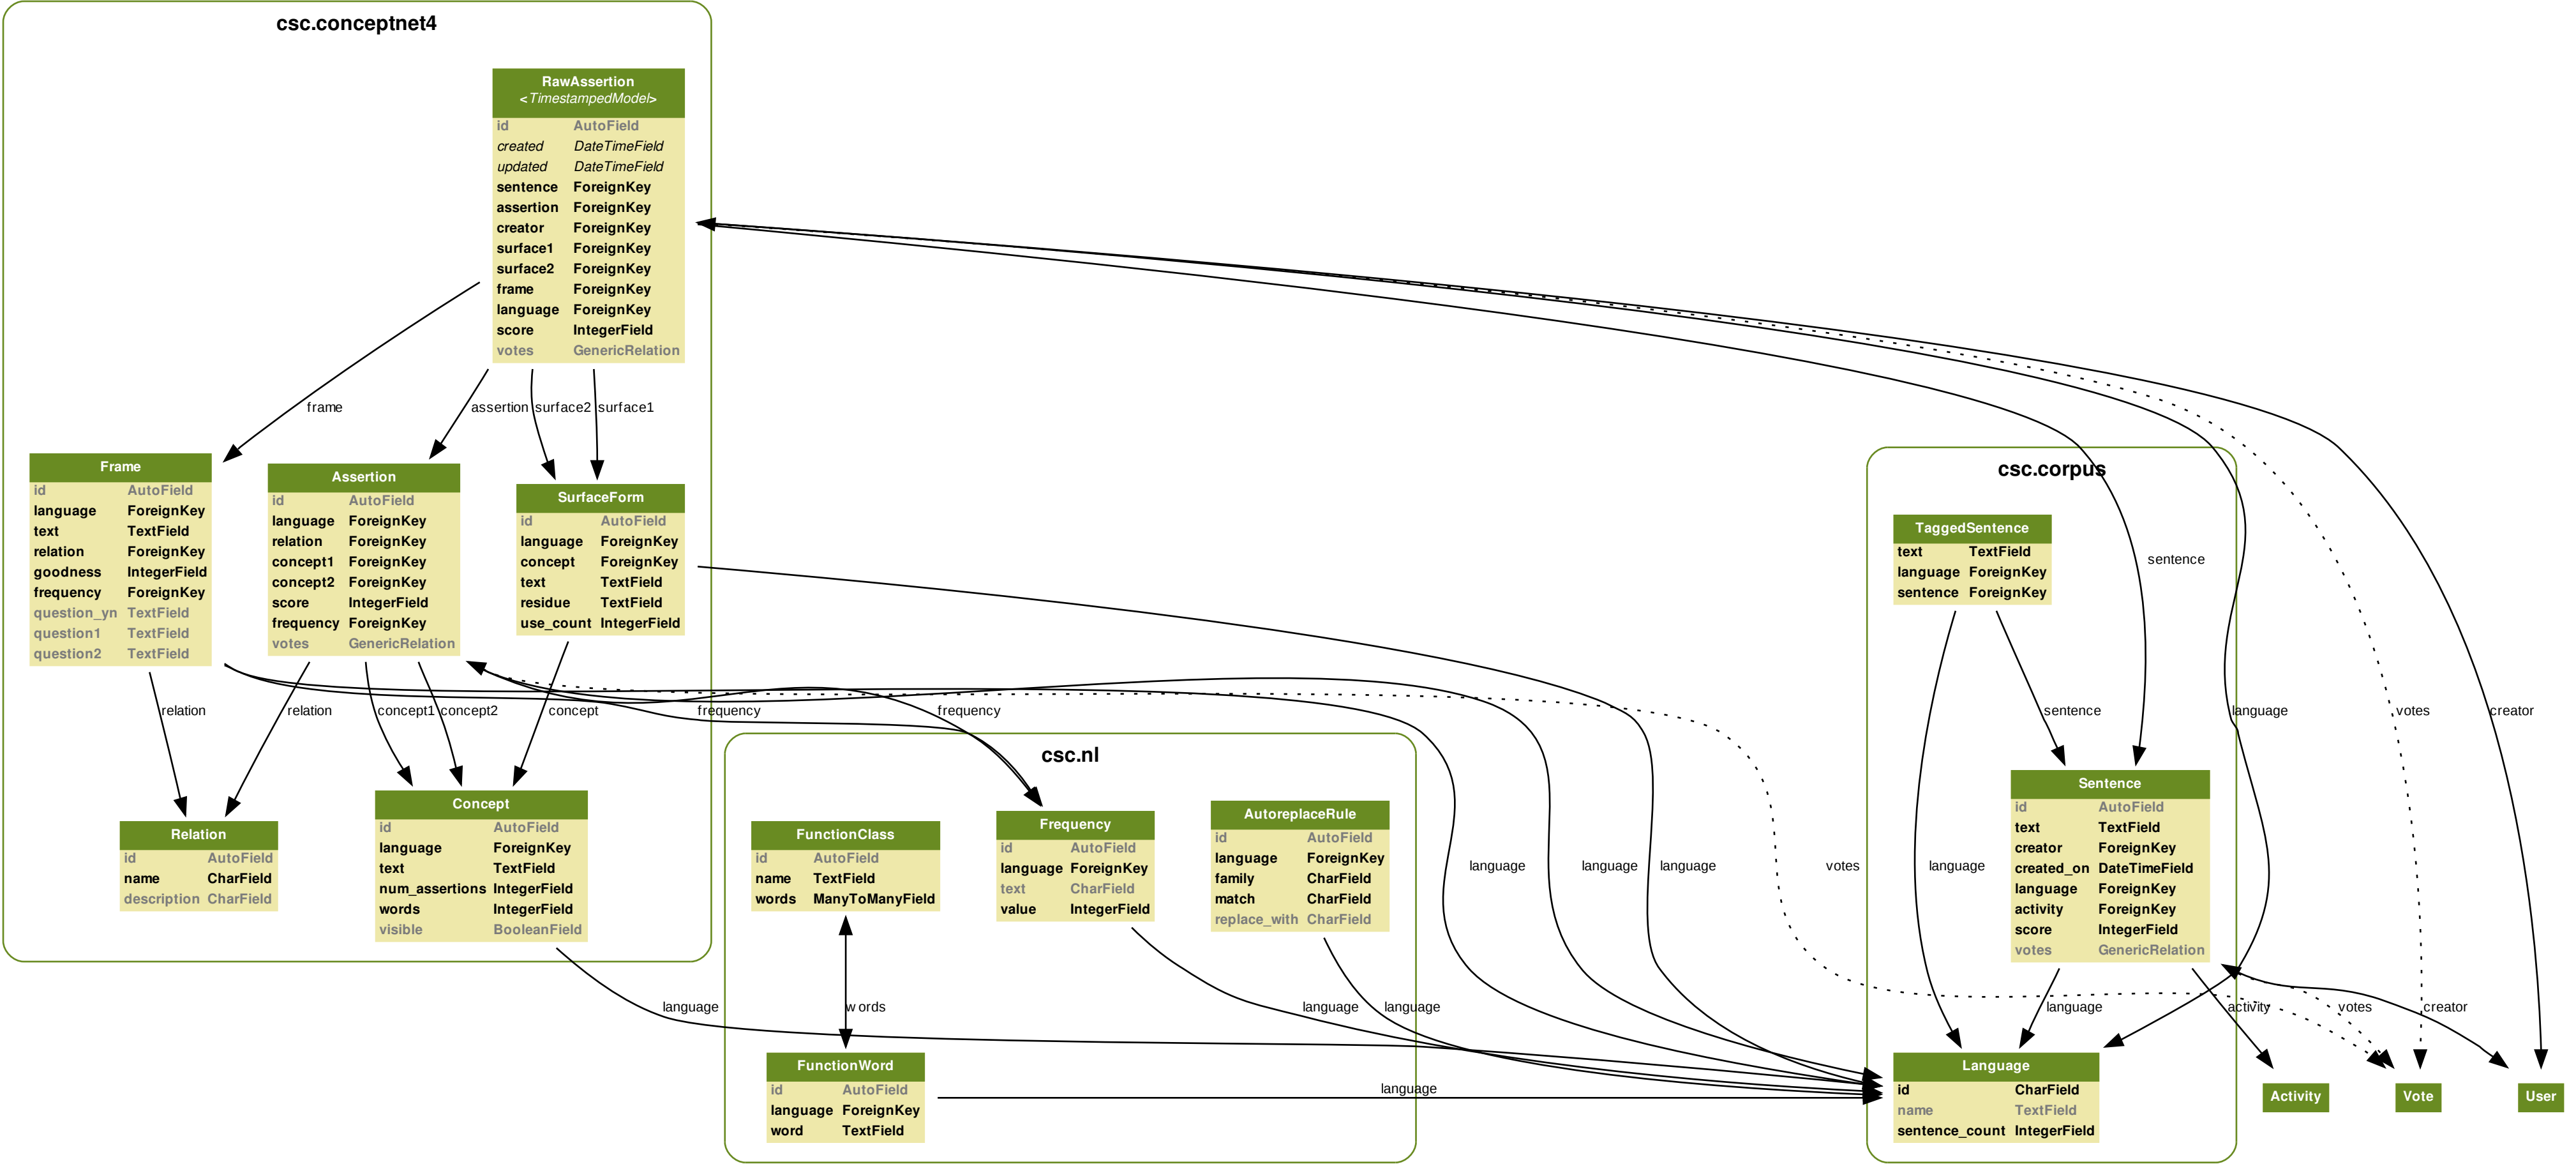 csc.conceptnet4
RawAssertion
<TimestampedModel>
id AutoField
created DateTimeField
updated DateTimeField
sentence ForeignKey
assertion ForeignKey
creator ForeignKey
surface1 ForeignKey
surface2 ForeignKey
frame ForeignKey
language ForeignKey
score IntegerField
votes GenericRelation
frame
assertion
surface2
surface1
Frame
id AutoField
language ForeignKey
text TextField
relation ForeignKey
goodness IntegerField
frequency ForeignKey
question_yn TextField
question1 TextField
question2 TextField
Assertion
id AutoField
language ForeignKey
relation ForeignKey
concept1 ForeignKey
concept2 ForeignKey
score IntegerField
frequency ForeignKey
votes GenericRelation
SurfaceForm
id AutoField
language ForeignKey
concept ForeignKey
text TextField
residue TextField
use_count IntegerField
relation
relation
concept1
concept2
concept
frequency
frequency
Relation
id AutoField
name CharField
description CharField
Concept
id AutoField
language ForeignKey
text TextField
num_assertions IntegerField
words IntegerField
visible BooleanField
language
csc.nl
FunctionClass
id AutoField
name TextField
words ManyToManyField
Frequency
id AutoField
language ForeignKey
text CharField
value IntegerField
AutoreplaceRule
id AutoField
language ForeignKey
family CharField
match CharField
replace_with CharField
words
language
language
FunctionWord
id AutoField
language ForeignKey
word TextField
language
language
language
language
votes
csc.corpus
TaggedSentence
text TextField
language ForeignKey
sentence ForeignKey
sentence
sentence
language
votes
creator
language
Sentence
id AutoField
text TextField
creator ForeignKey
created_on DateTimeField
language ForeignKey
activity ForeignKey
score IntegerField
votes GenericRelation
language
activity
votes
creator
Language
id CharField
name TextField
sentence_count IntegerField
Activity
Vote
User